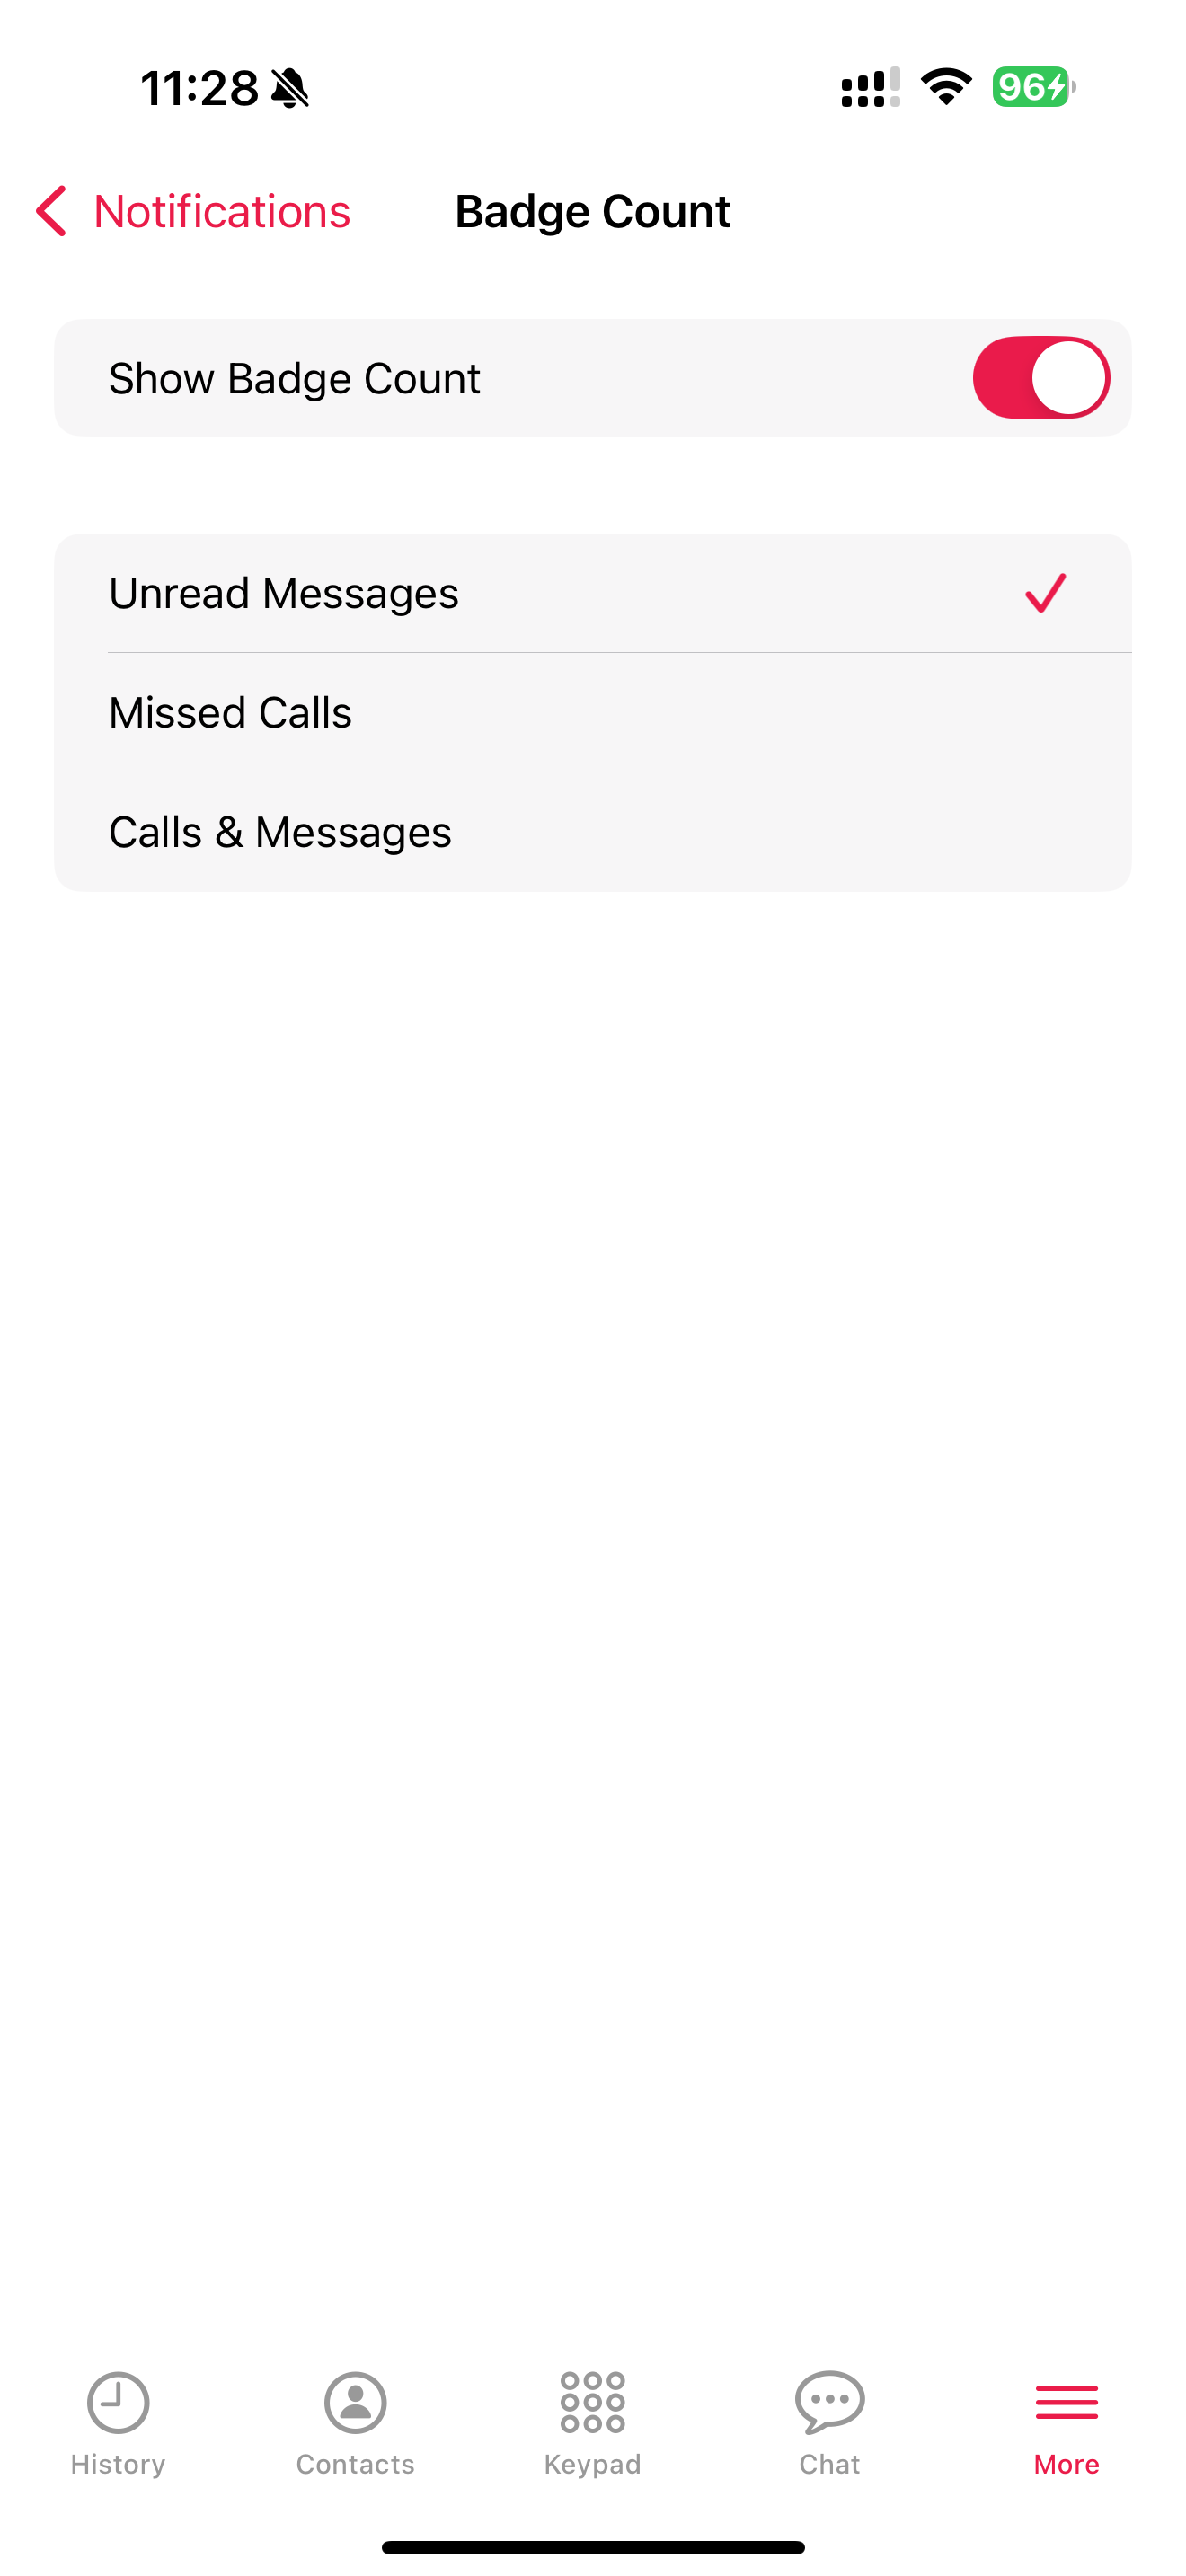 11:28
96
Notifications
Badge Count
Show Badge Count
Unread Messages
Missed Calls
Calls & Messages
History
Contacts
Keypad
Chat
More